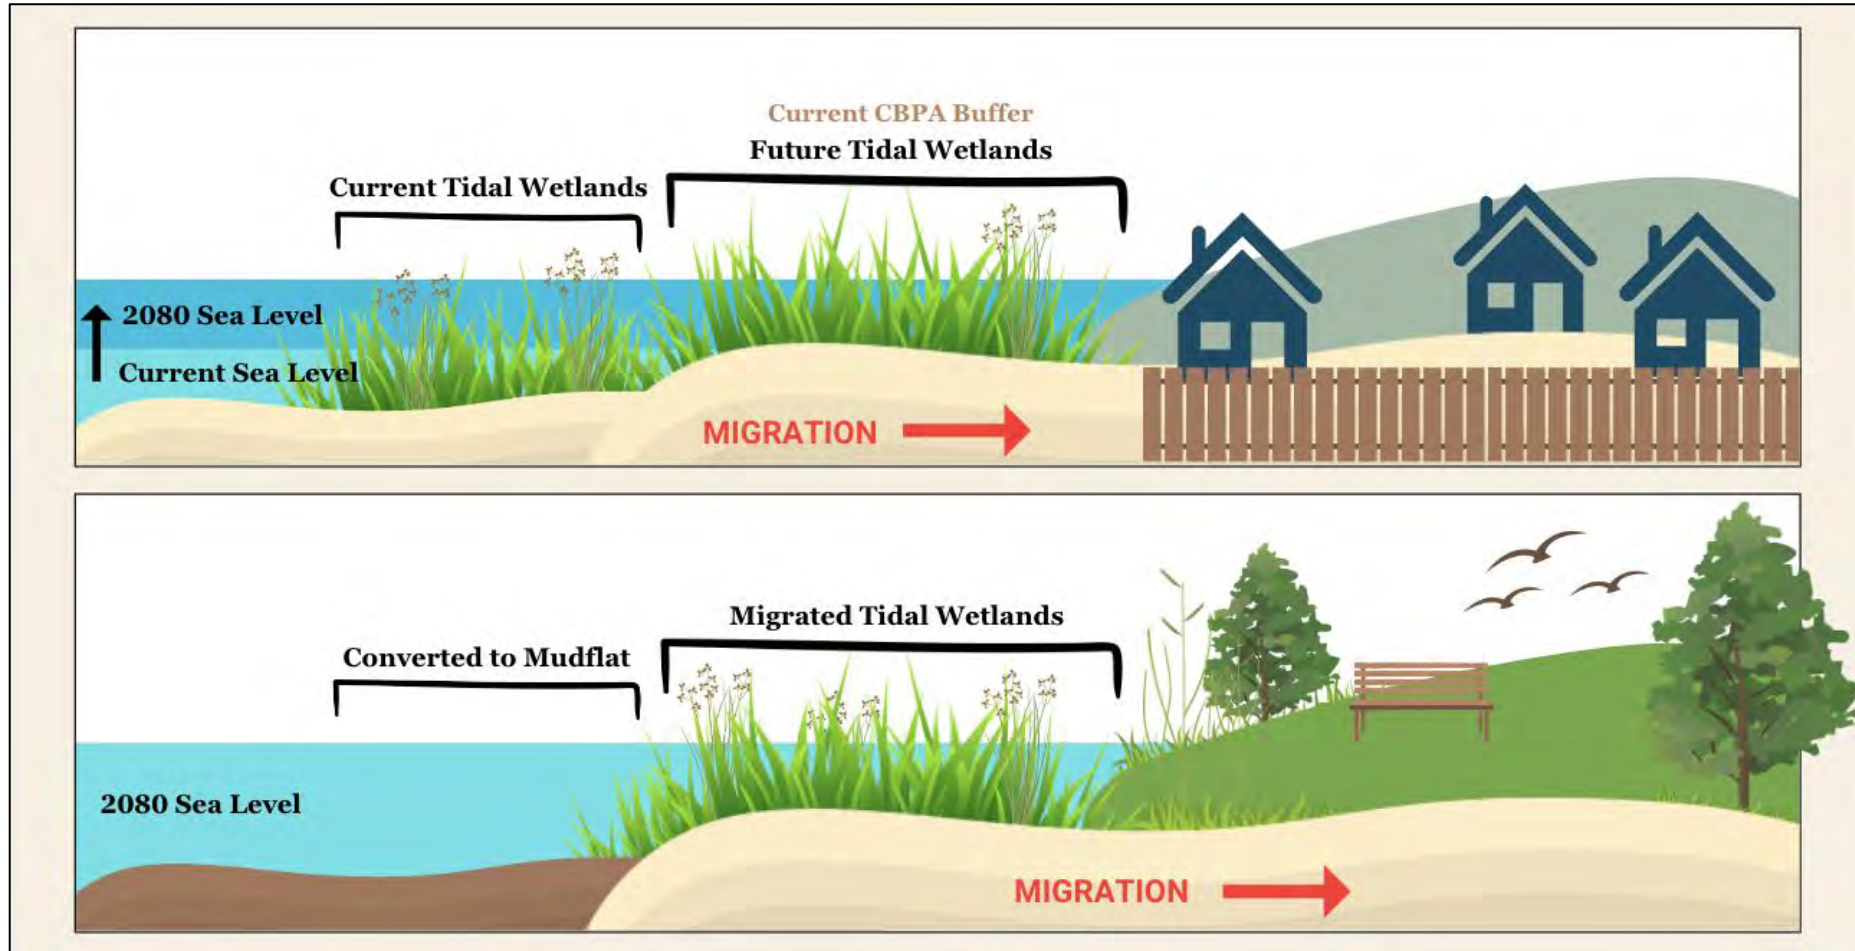 Current CBPA Buffer
Future Tidal Wetlands
Current Tidal Wetlands
2080 Sea Level
Current Sea Level
MIGRATION
Migrated Tidal Wetlands
Converted to Mudflat
2080 Sea Level
MIGRATION